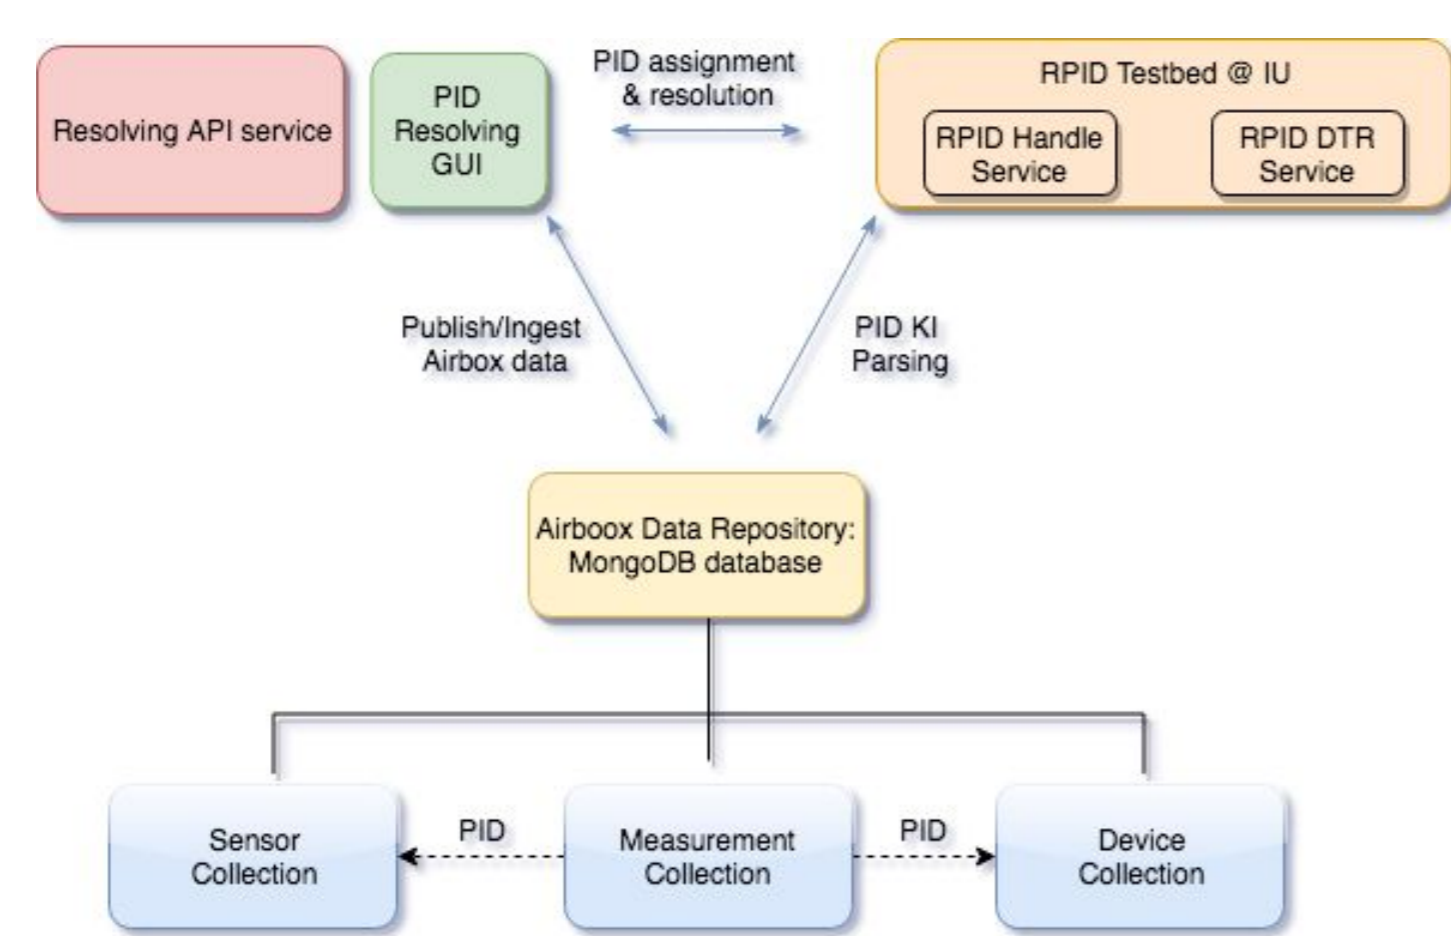 Resolving API service
PID
Resolving
GUI
PID assignment
& resolution
RPID Testbed @ IU
RPID Handle
Service
RPID DTR
Service
Publish/Ingest
Airbox data
PID KI
Parsing
Airboox Data Repository:
MongoDB database
Sensor
Collection
PID
Measurement
Collection
PID
Device
Collection